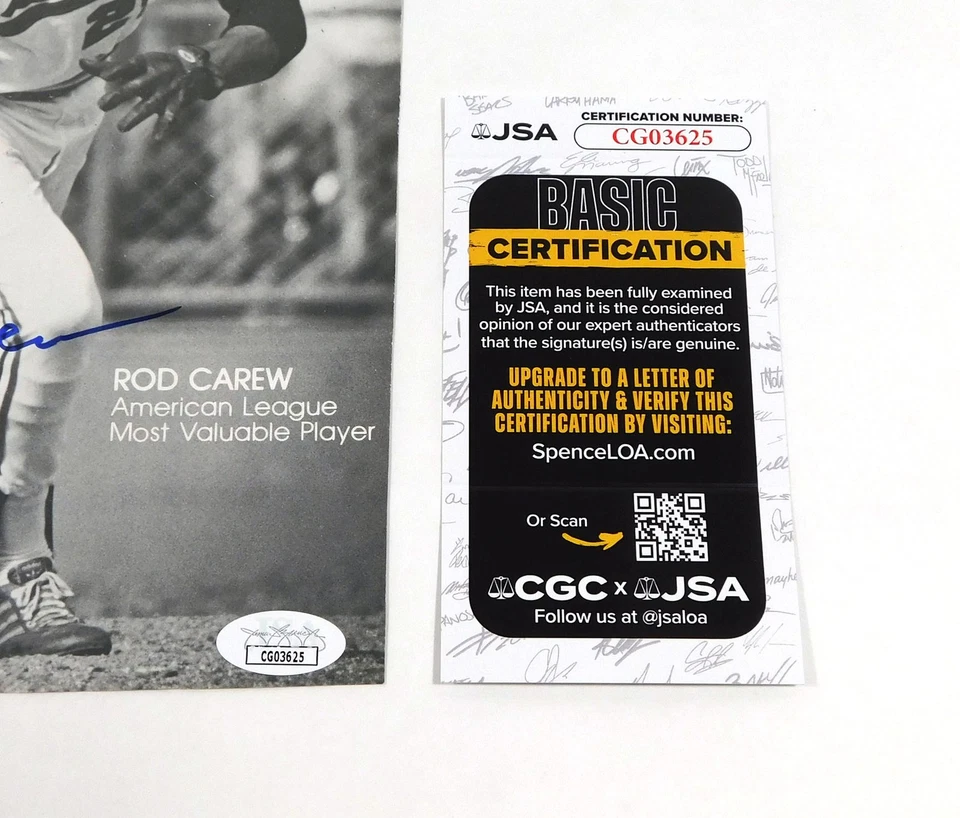 ROD CAREW
American League
Most Valuable Player
CG03625
JSA
CERTIFICATION NUMBER:
CG03625
BASIC
CERTIFICATION
This item has been fully examined
by JSA, and it is the considered
opinion of our expert authenticators
that the signature(s) is/are genuine.
UPGRADE TO A LETTER OF
AUTHENTICITY & VERIFY THIS
CERTIFICATION BY VISITING:
SpenceLOA.com
Or Scan
CGC x JSA
Follow us at @jsaloa